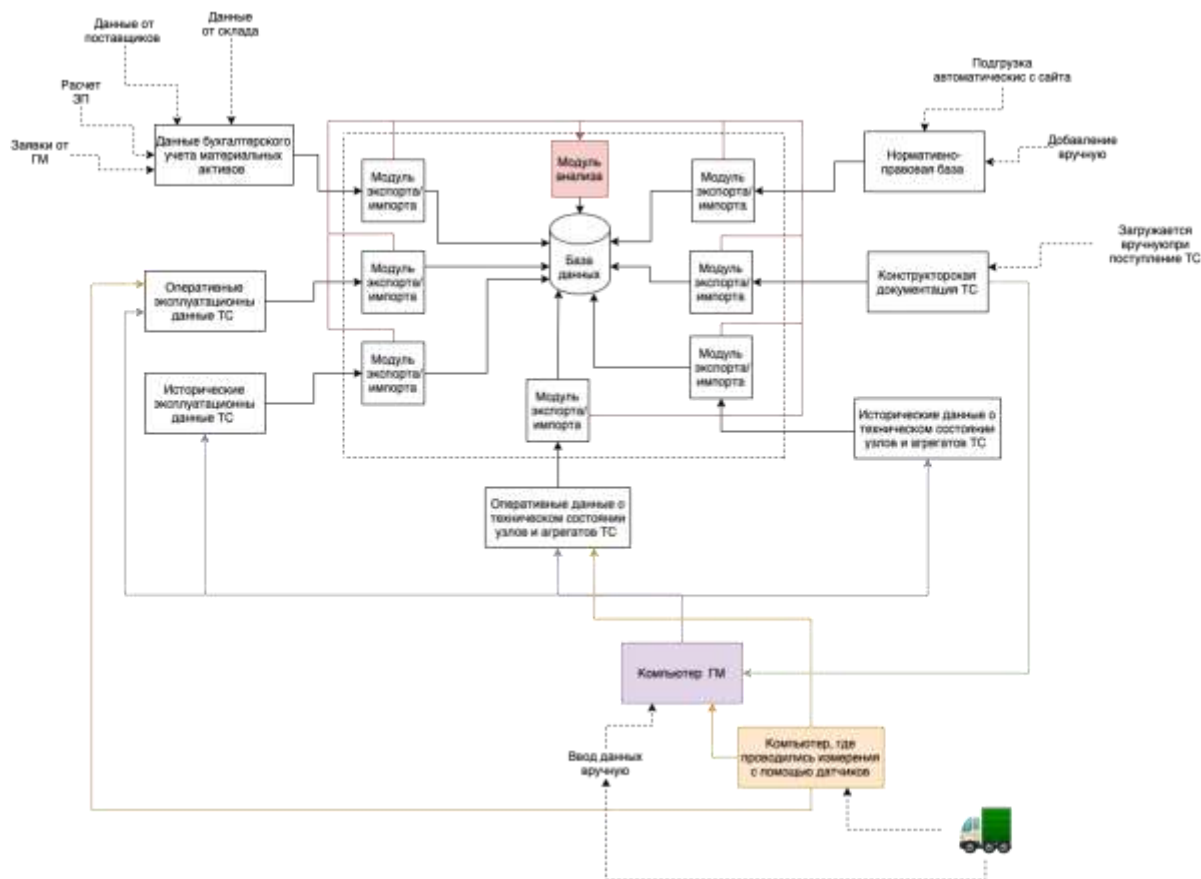 Данные от
поставщиков
Данные
от склада
Расчет
ЗП
Заявки от
ГМ
Данные бухгалтерского
учета материальных
активов
Подгрузка
автоматическис с сайта
Добавление
вручную
Нормативно-
правовая база
Модуль
экспорта/
импорта
Модуль
анализа
Модуль
экспорта/
импорта
База
данных
Модуль
экспорта/
импорта
Модуль
экспорта/
импорта
Загружается
вручнуюпри
поступление ТС
Конструкторская
документация ТС
Оперативные
эксплуатационны
данные ТС
Модуль
экспорта/
импорта
Модуль
экспорта/
импорта
Исторические
эксплуатационны
данные ТС
Модуль
экспорта/
импорта
Исторические данные о
техническом состоянии
узлов и агрегатов ТС
Оперативные данные о
техническом состоянии
узлов и агрегатов ТС
Компьютер ГМ
Ввод данных
вручную
Компьютер, где
проводились измерения
с помощью датчиков